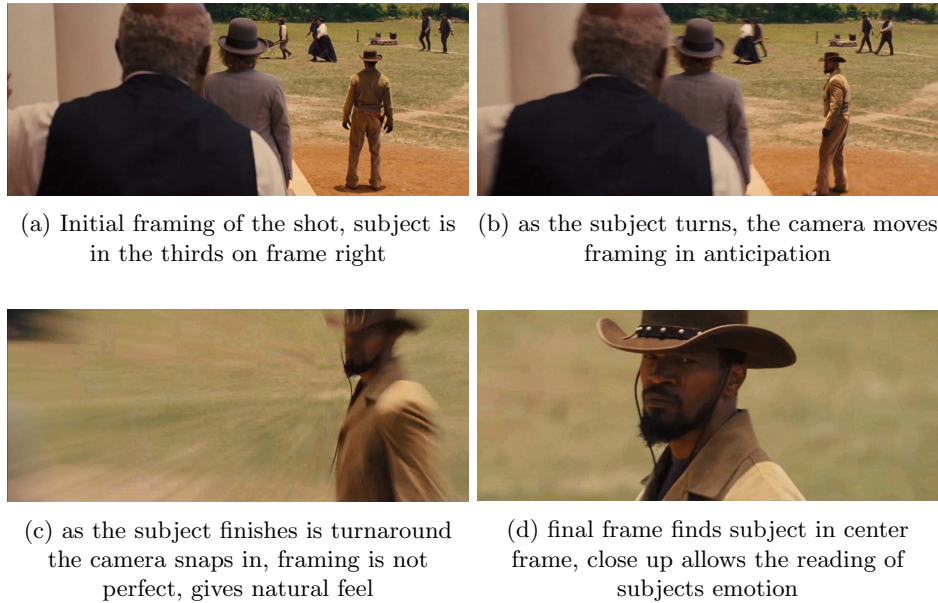 (a) Initial framing of the shot, subject is
in the thirds on frame right
(b) as the subject turns, the camera moves
framing in anticipation
(c) as the subject finishes is turnaround
the camera snaps in, framing is not
perfect, gives natural feel
(d) final frame finds subject in center
frame, close up allows the reading of
subjects emotion